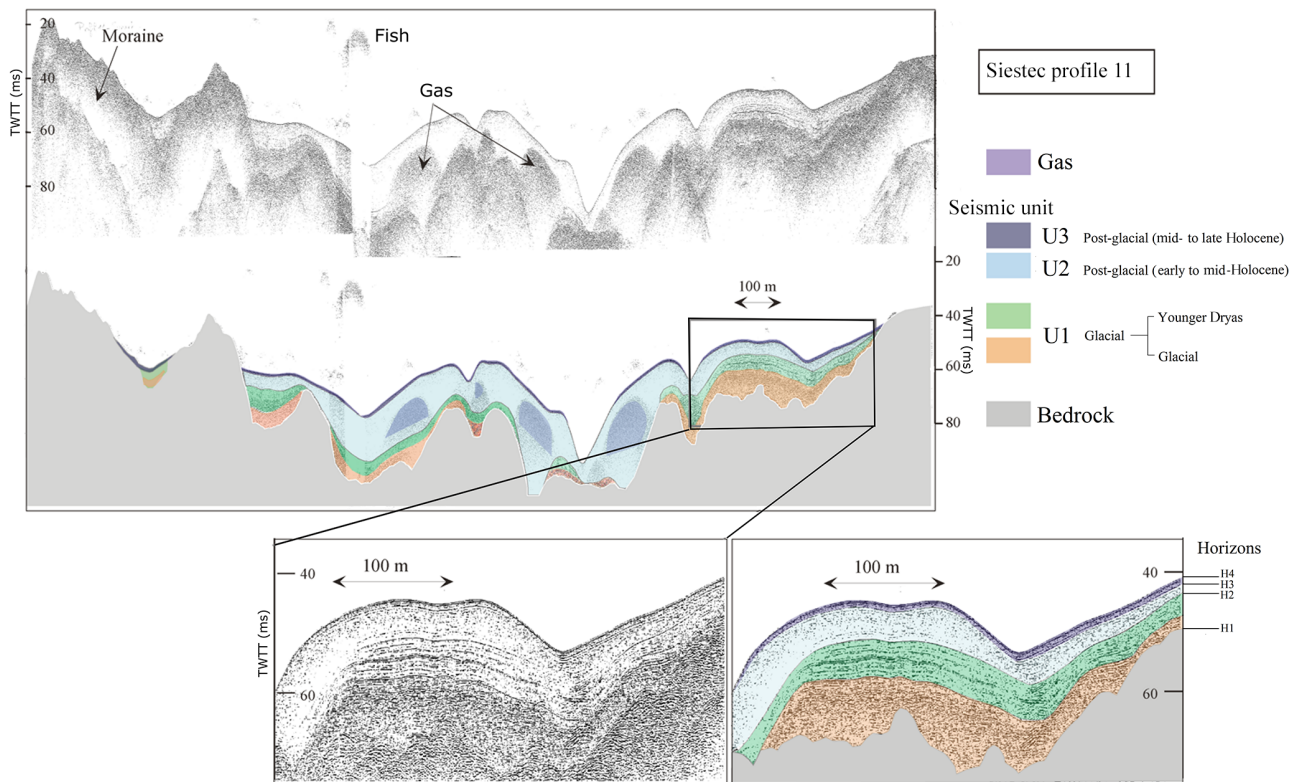 20
Moraine
Fish
40
TWTT (ms)
Gas
60
80
Siestec profile 11
Gas
Seismic unit
U3 Post-glacial (mid- to late Holocene)
U2 Post-glacial (early to mid-Holocene)
U1 Glacial
Younger Dryas
Glacial
Bedrock
20
100 m
40
TWTT (ms)
60
80
40
100 m
TWTT (ms)
60
100 m
40
60
Horizons
H4
H3
H2
H1